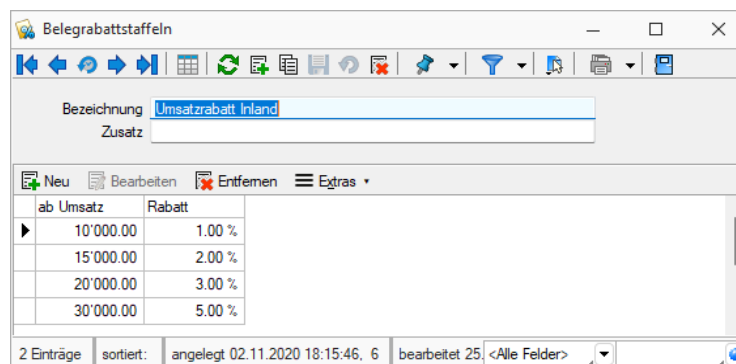 Belegrabattstaffeln
Bezeichnung Umsatzrabatt Inland
Zusatz
Neu Bearbeiten Entfernen Extras
ab Umsatz Rabatt
10'000.00 1.00 %
15'000.00 2.00 %
20'000.00 3.00 %
30'000.00 5.00 %
2 Einträge sortiert: angelegt 02.11.2020 18:15:46, 6 bearbeitet 25. <Alle Felder>